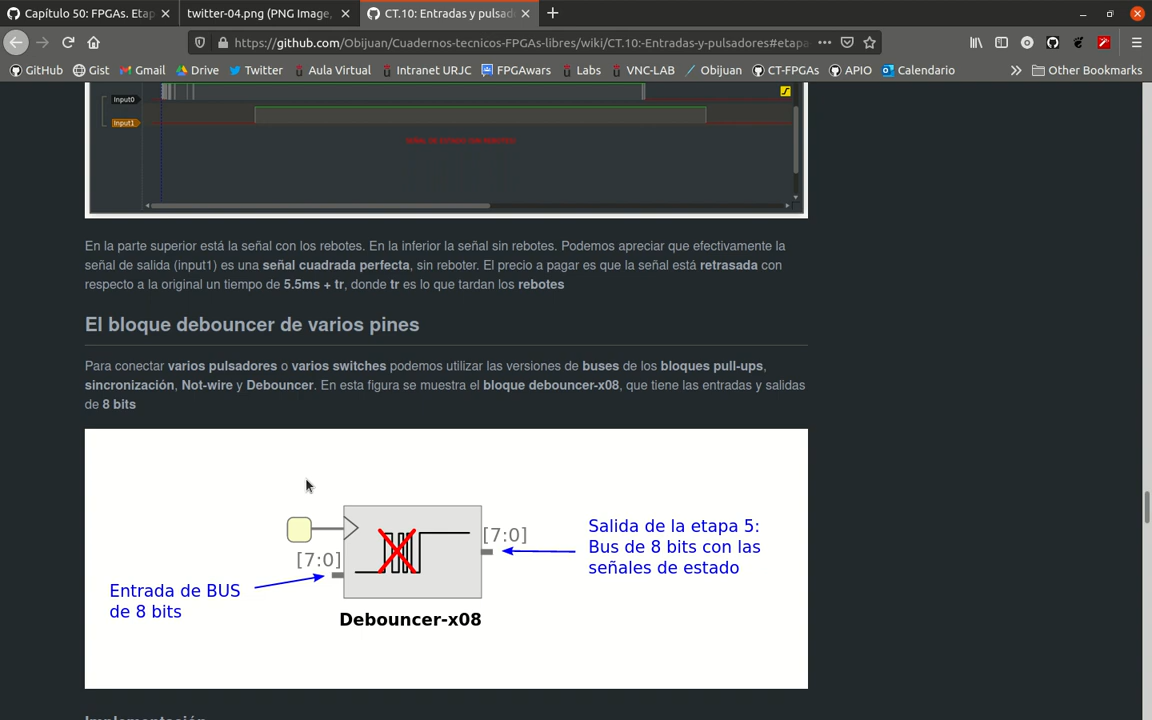 Capítulo 50: FPGAs. Etap
twitter-04.png (PNG Image,
CT.10: Entradas y pulsado
https://github.com/Obijuan/Cuadernos-tecnicos-FPGAs-libres/wiki/CT.10:-Entradas-y-pulsadores#etapa
GitHub
Gist
Gmail
Drive
Twitter
Aula Virtual
Intranet URJC
FPGAwars
Labs
VNC-LAB
Obijuan
CT-FPGAs
APIO
Calendario
Other Bookmarks
Input0
Input1
SEÑAL DE ESTADO (SIN REBOTES)
En la parte superior está la señal con los rebotes. En la inferior la señal sin rebotes. Podemos apreciar que efectivamente la
señal de salida (input1) es una señal cuadrada perfecta, sin reboter. El precio a pagar es que la señal está retrasada con
respecto a la original un tiempo de 5.5ms + tr, donde tr es lo que tardan los rebotes
El bloque debouncer de varios pines
Para conectar varios pulsadores o varios switches podemos utilizar las versiones de buses de los bloques pull-ups,
sincronización, Not-wire y Debouncer. En esta figura se muestra el bloque debouncer-x08, que tiene las entradas y salidas
de 8 bits
[7:0]
[7:0]
Salida de la etapa 5:
Bus de 8 bits con las
señales de estado
Entrada de BUS
de 8 bits
Debouncer-x08
Implementación